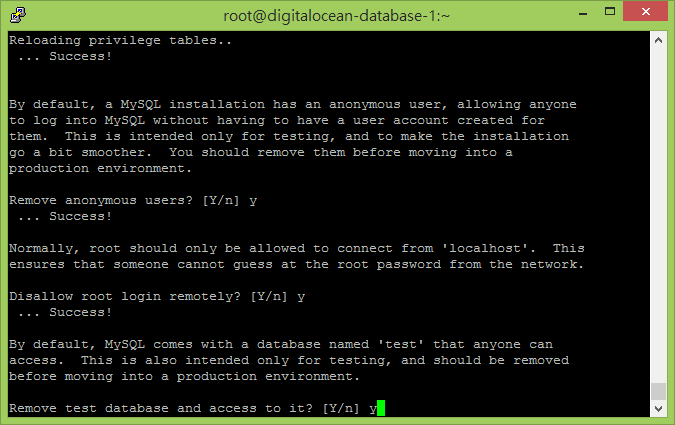 root@digitalocean-database-1:~
Reloading privilege tables..
 ... Success!
By default, a MySQL installation has an anonymous user, allowing anyone
to log into MySQL without having to have a user account created for
them.  This is intended only for testing, and to make the installation
go a bit smoother.  You should remove them before moving into a
production environment.
Remove anonymous users? [Y/n] y
 ... Success!
Normally, root should only be allowed to connect from 'localhost'.  This
ensures that someone cannot guess at the root password from the network.
Disallow root login remotely? [Y/n] y
 ... Success!
By default, MySQL comes with a database named 'test' that anyone can
access.  This is also intended only for testing, and should be removed
before moving into a production environment.
Remove test database and access to it? [Y/n] y